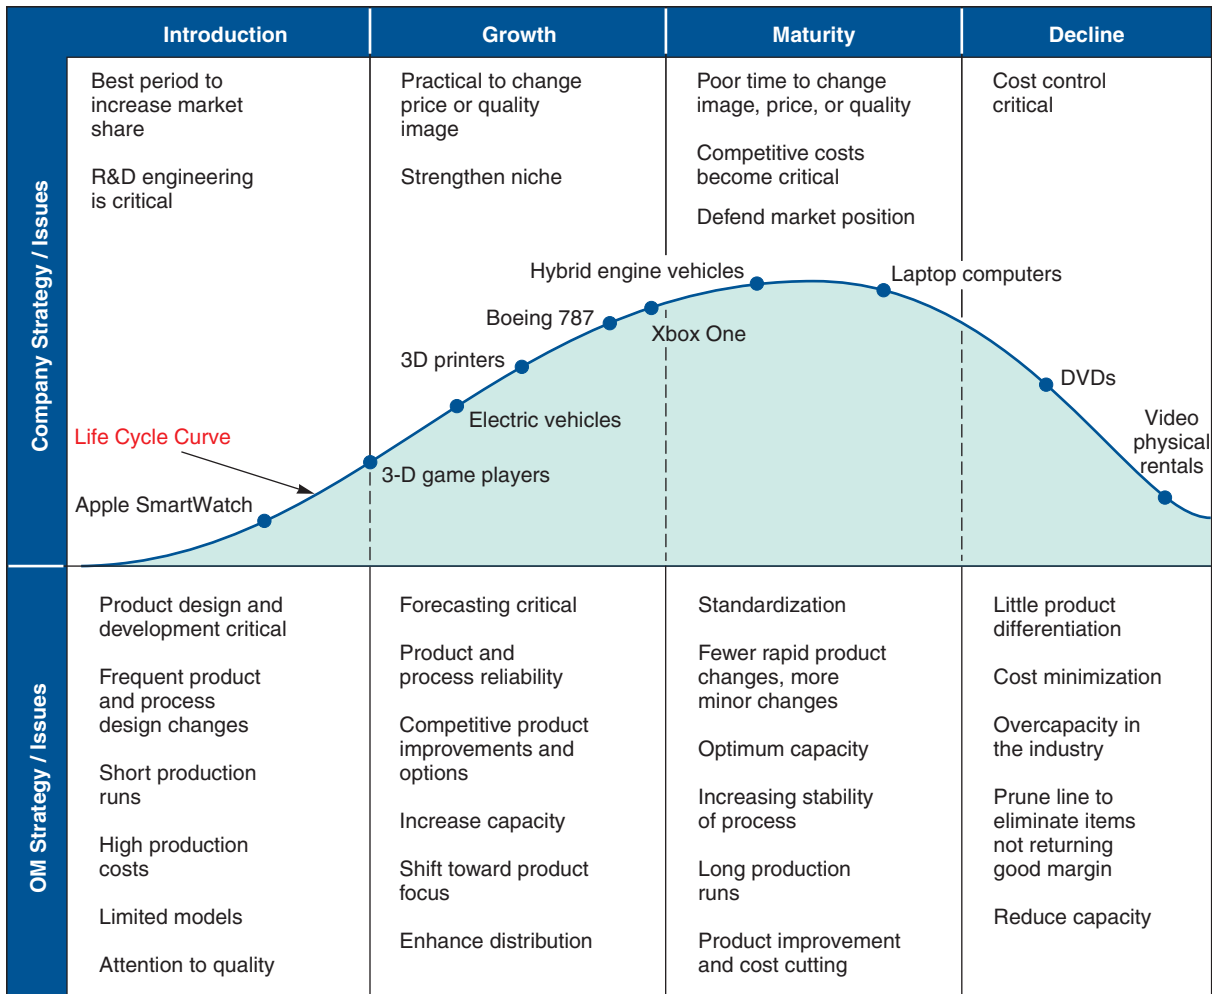 Introduction
Growth
Maturity
Decline
Company Strategy / Issues
Best period to
increase market
share
R&D engineering
is critical
Practical to change
price or quality
image
Strengthen niche
Poor time to change
image, price, or quality
Competitive costs
become critical
Defend market position
Cost control
critical
Hybrid engine vehicles
Laptop computers
Boeing 787
Xbox One
3D printers
DVDs
Electric vehicles
Video
physical
rentals
Life Cycle Curve
3-D game players
Apple SmartWatch
OM Strategy / Issues
Product design and
development critical
Frequent product
and process
design changes
Short production
runs
High production
costs
Limited models
Attention to quality
Forecasting critical
Product and
process reliability
Competitive product
improvements and
options
Increase capacity
Shift toward product
focus
Enhance distribution
Standardization
Fewer rapid product
changes, more
minor changes
Optimum capacity
Increasing stability
of process
Long production
runs
Product improvement
and cost cutting
Little product
differentiation
Cost minimization
Overcapacity in
the industry
Prune line to
eliminate items
not returning
good margin
Reduce capacity